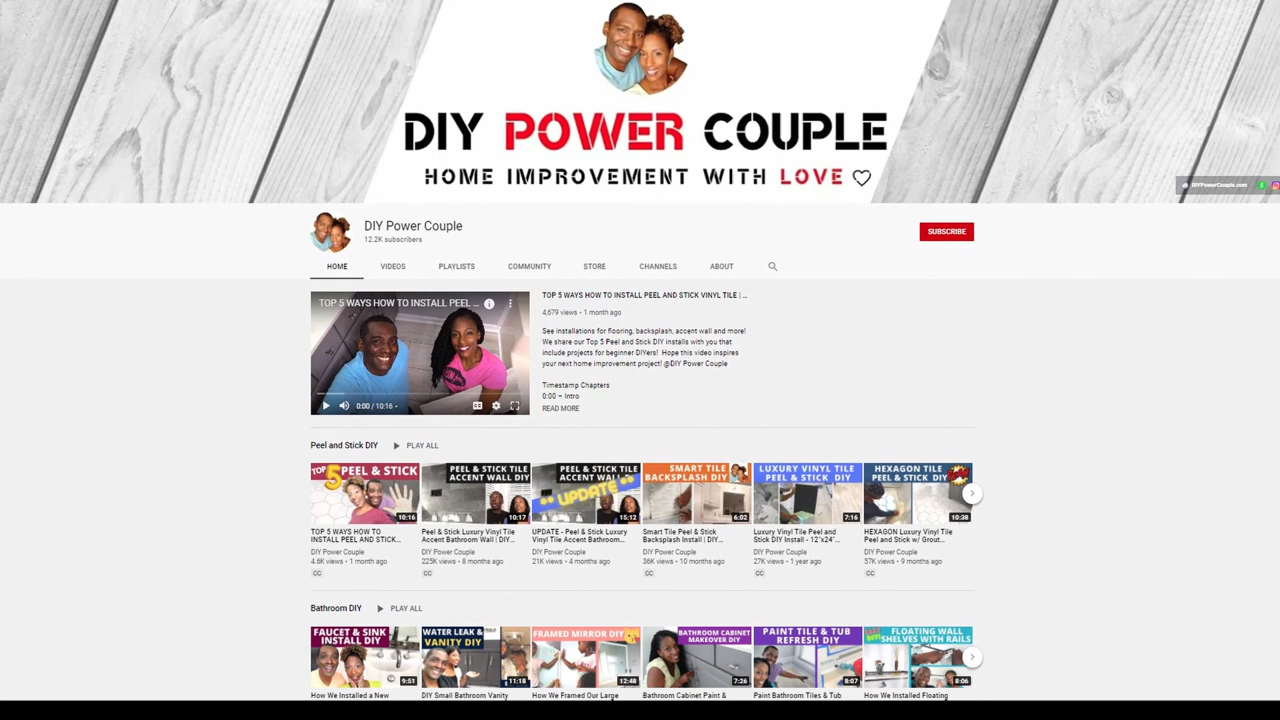 DIY POWER COUPLE
HOME IMPROVEMENT WITH LOVE
DIYPowerCouple.com
DIY Power Couple
12.2K subscribers
SUBSCRIBE
HOME VIDEOS PLAYLISTS COMMUNITY STORE CHANNELS ABOUT
TOP 5 WAYS HOW TO INSTALL PEEL ...
0:00 / 10:16
TOP 5 WAYS HOW TO INSTALL PEEL AND STICK VINYL TILE | ...
4,679 views • 1 month ago
See installations for flooring, backsplash, accent wall and more!
We share our Top 5 Peel and Stick DIY installs with you that
include projects for beginner DIYers! Hope this video inspires
your next home improvement project! @DIY Power Couple
Timestamp Chapters
0:00 – Intro
READ MORE
Peel and Stick DIY PLAY ALL
TOP 5 PEEL & STICK
10:16
TOP 5 WAYS HOW TO
INSTALL PEEL AND STICK...
DIY Power Couple
4.6K views • 1 month ago
CC
PEEL & STICK TILE
ACCENT WALL DIY
10:17
Peel & Stick Luxury Vinyl Tile
Accent Bathroom Wall | DIY...
DIY Power Couple
225K views • 8 months ago
CC
PEEL & STICK TILE
ACCENT WALL DIY
** UPDATE **
15:12
UPDATE - Peel & Stick Luxury
Vinyl Tile Accent Bathroom...
DIY Power Couple
21K views • 4 months ago
SMART TILE
BACKSPLASH DIY
6:02
Smart Tile Peel & Stick
Backsplash Install | DIY...
DIY Power Couple
36K views • 10 months ago
CC
LUXURY VINYL TILE
PEEL & STICK DIY
7:16
Luxury Vinyl Tile Peel and
Stick DIY Install - 12"x24"...
DIY Power Couple
27K views • 1 year ago
CC
HEXAGON TILE
PEEL & STICK DIY
10:38
HEXAGON Luxury Vinyl Tile
Peel and Stick w/ Grout...
DIY Power Couple
57K views • 9 months ago
CC
Bathroom DIY PLAY ALL
FAUCET & SINK
INSTALL DIY
9:51
How We Installed a New
WATER LEAK &
VANITY DIY
11:18
DIY Small Bathroom Vanity
FRAMED MIRROR DIY
12:48
How We Framed Our Large
BATHROOM CABINET
MAKEOVER DIY
7:26
Bathroom Cabinet Paint &
PAINT TILE & TUB
REFRESH DIY
8:07
Paint Bathroom Tiles & Tub
FLOATING WALL
SHELVES WITH RAILS
8:06
How We Installed Floating